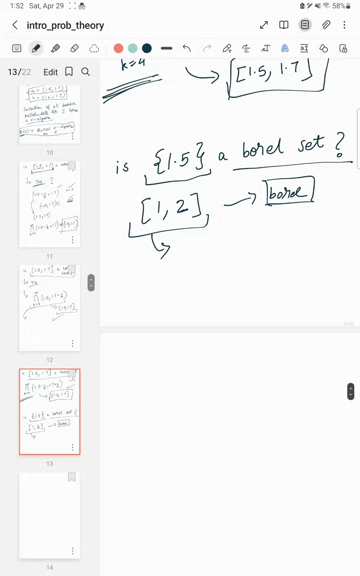 1:52 Sat, Apr 29
58%
intro_prob_theory
13/22 Edit
k=4
[1.5, 1.7]
is {1.5} a borel set ?
[1, 2] → borel
10
11
12
13
14